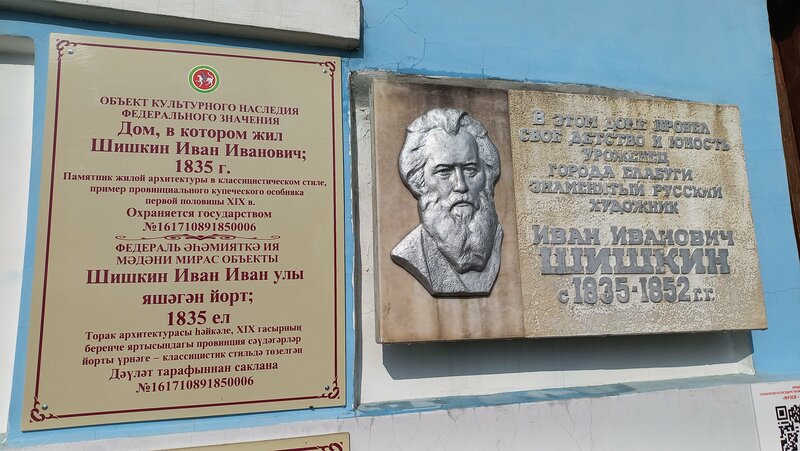 ОБЪЕКТ КУЛЬТУРНОГО НАСЛЕДИЯ
ФЕДЕРАЛЬНОГО ЗНАЧЕНИЯ
Дом, в котором жил
Шишкин Иван Иванович;
1835 г.
Памятник жилой архитектуры в классицистическом стиле,
пример провинциального купеческого особняка
первой половины XIX в.
Охраняется государством
№161710891850006
ФЕДЕРАЛЬ ӘҺӘМИЯТКӘ ИЯ
МӘДӘНИ МИРАС ОБЪЕКТЫ
Шишкин Иван Иван улы
яшәгән йорт;
1835 ел
Торак архитектурасы һәйкәле, XIX гасырның
беренче яртысындагы провинция сәүдәгәрләр
йорты үрнәге – классицистик стильдә төзелгән
Дәүләт тарафыннан саклана
№161710891850006
В ЭТОМ ДОМЕ ПРОВЕЛ
СВОЕ ДЕТСТВО И ЮНОСТЬ
УРОЖЕНЕЦ
ГОРОДА ЕЛАБУГИ
ЗНАМЕНИТЫЙ РУССКИЙ
ХУДОЖНИК
ИВАН ИВАНОВИЧ
ШИШКИН
с 1835-1852 г.г.